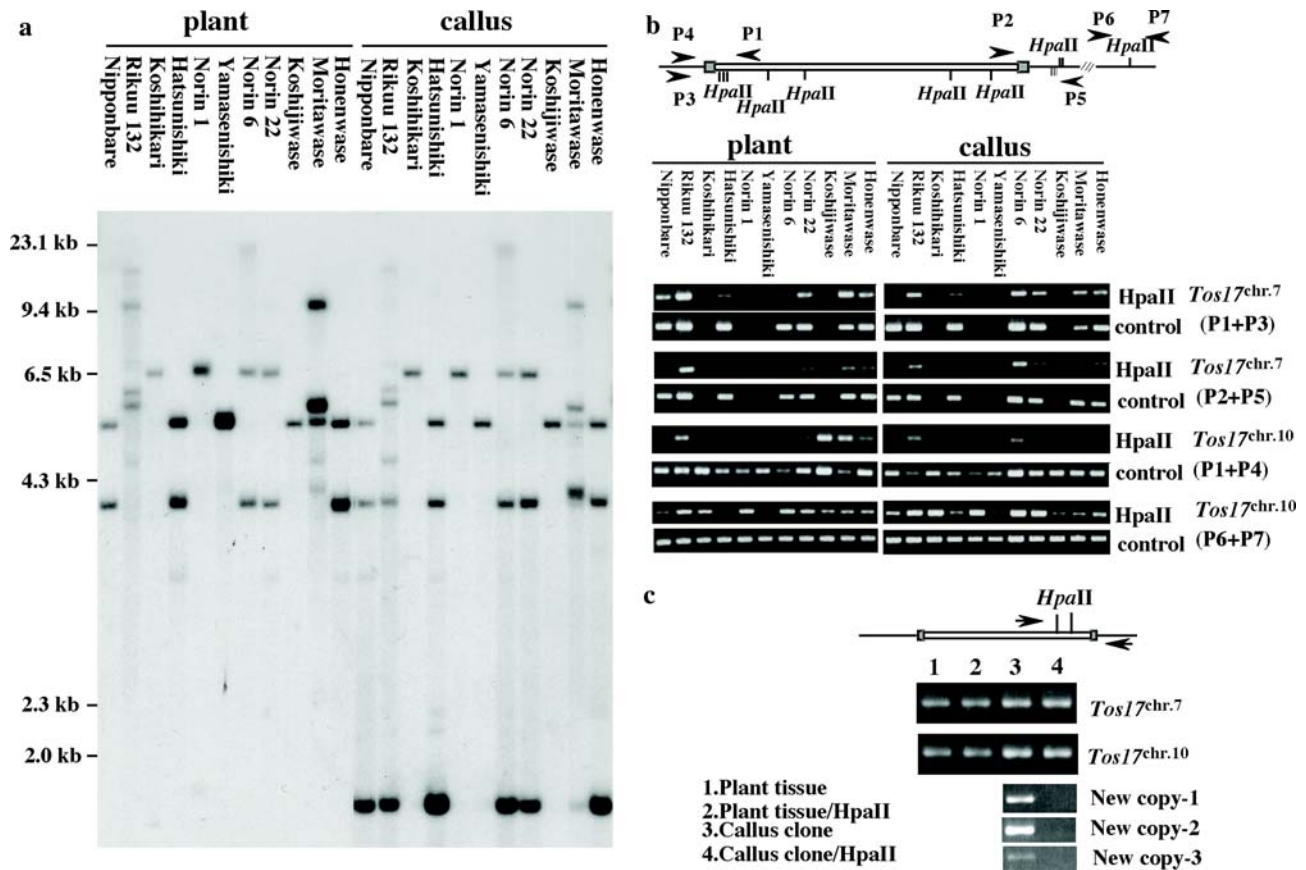 a
plant callus
Nipponbare
Rikuu 132
Koshihikari
Hatsunishiki
Norin 1
Yamasenishiki
Norin 6
Norin 22
Koshijiwase
Moritawase
Honenwase
Nipponbare
Rikuu 132
Koshihikari
Hatsunishiki
Norin 1
Yamasenishiki
Norin 6
Norin 22
Koshijiwase
Moritawase
Honenwase
23.1 kb
9.4 kb
6.5 kb
4.3 kb
2.3 kb
2.0 kb
b
P4 P1 P2 P6 P7
HpaII HpaII
P3 HpaII HpaII HpaII HpaII HpaII P5
plant callus
Nipponbare
Rikuu 132
Koshihikari
Hatsunishiki
Norin 1
Yamasenishiki
Norin 6
Norin 22
Koshijiwase
Moritawase
Honenwase
Nipponbare
Rikuu 132
Koshihikari
Hatsunishiki
Norin 1
Yamasenishiki
Norin 6
Norin 22
Koshijiwase
Moritawase
Honenwase
HpaII Tos17chr.7
control (P1+P3)
HpaII Tos17chr.7
control (P2+P5)
HpaII Tos17chr.10
control (P1+P4)
HpaII Tos17chr.10
control (P6+P7)
c
HpaII
1 2 3 4
Tos17chr.7
Tos17chr.10
1.Plant tissue
2.Plant tissue/HpaII
3.Callus clone
4.Callus clone/HpaII
New copy-1
New copy-2
New copy-3